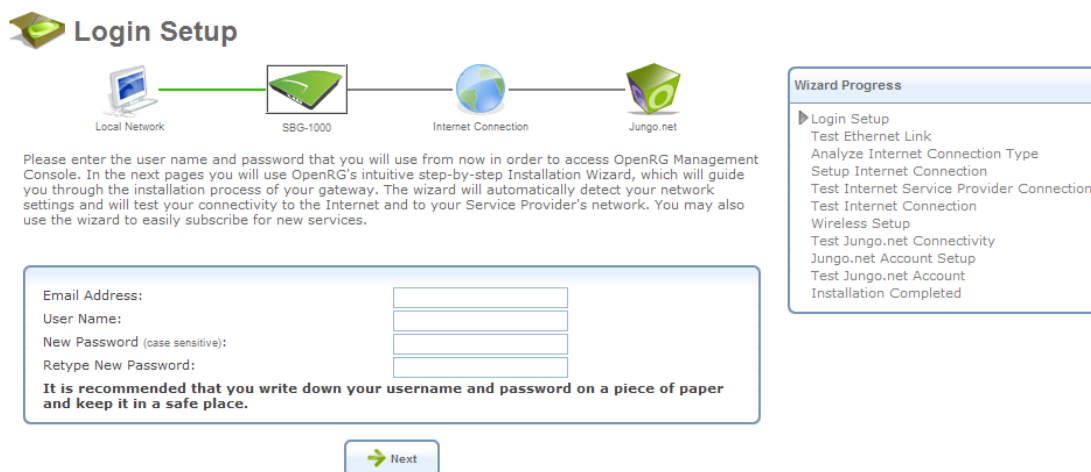 Login Setup
Local Network
SBG-1000
Internet Connection
Jungo.net
Please enter the user name and password that you will use from now in order to access OpenRG Management
Console. In the next pages you will use OpenRG's intuitive step-by-step Installation Wizard, which will guide
you through the installation process of your gateway. The wizard will automatically detect your network
settings and will test your connectivity to the Internet and to your Service Provider's network. You may also
use the wizard to easily subscribe for new services.
Email Address:
User Name:
New Password (case sensitive):
Retype New Password:
It is recommended that you write down your username and password on a piece of paper
and keep it in a safe place.
Next
Wizard Progress
Login Setup
Test Ethernet Link
Analyze Internet Connection Type
Setup Internet Connection
Test Internet Service Provider Connection
Test Internet Connection
Wireless Setup
Test Jungo.net Connectivity
Jungo.net Account Setup
Test Jungo.net Account
Installation Completed